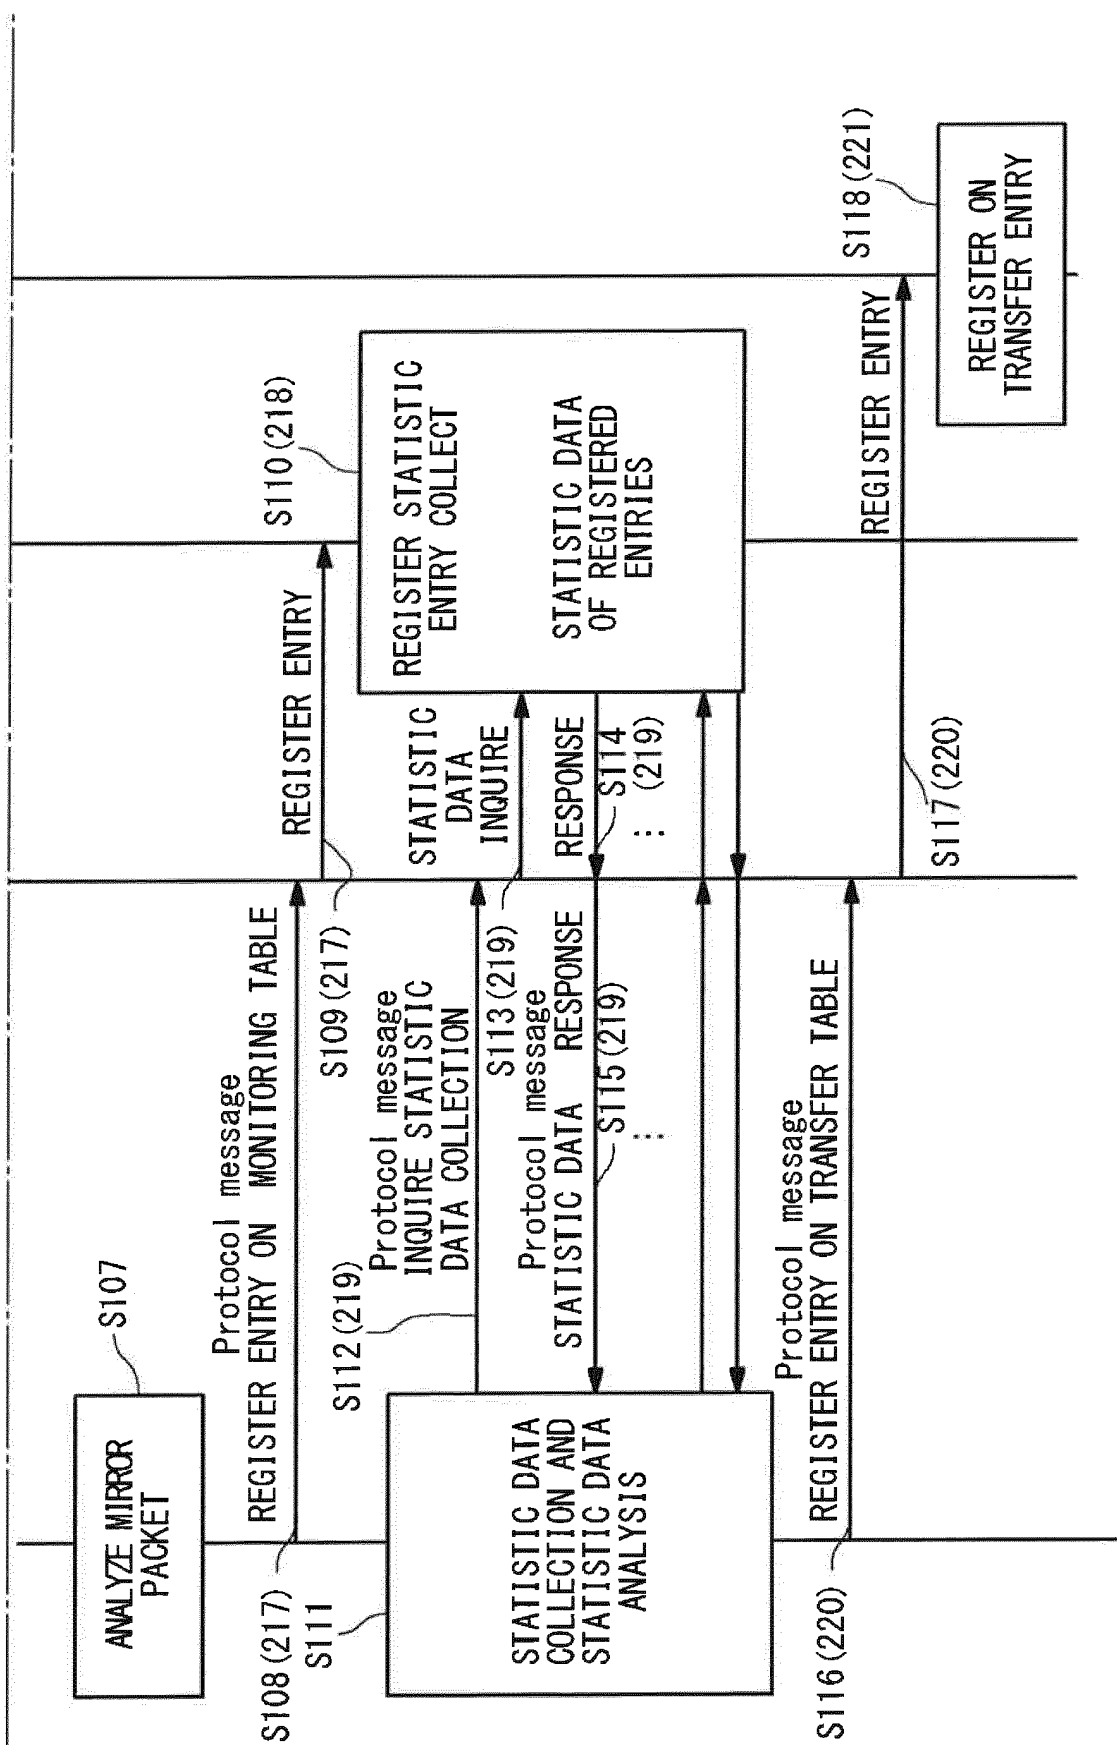 ANALYZE MIRROR
PACKET
S107
Protocol message
REGISTER ENTRY ON MONITORING TABLE
S108(217)
REGISTER ENTRY
S109(217)
S110(218)
REGISTER STATISTIC
ENTRY COLLECT
STATISTIC DATA
OF REGISTERED
ENTRIES
S111
STATISTIC DATA
COLLECTION AND
STATISTIC DATA
ANALYSIS
S112(219)
Protocol message
INQUIRE STATISTIC
DATA COLLECTION
STATISTIC
DATA
INQUIRE
S113(219)
RESPONSE
S114
(219)
...
Protocol message
STATISTIC DATA RESPONSE
S115(219)
...
Protocol message
REGISTER ENTRY ON TRANSFER TABLE
S116(220)
REGISTER ENTRY
S117(220)
S118(221)
REGISTER ON
TRANSFER ENTRY